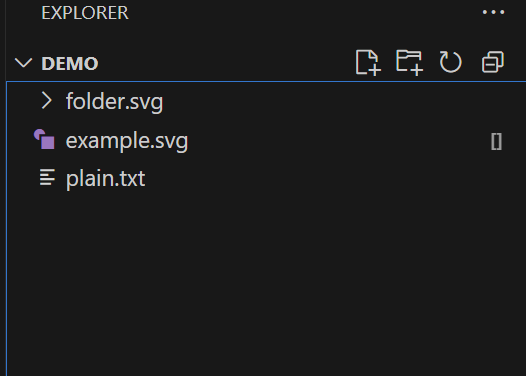 EXPLORER
DEMO
folder.svg
example.svg []
plain.txt